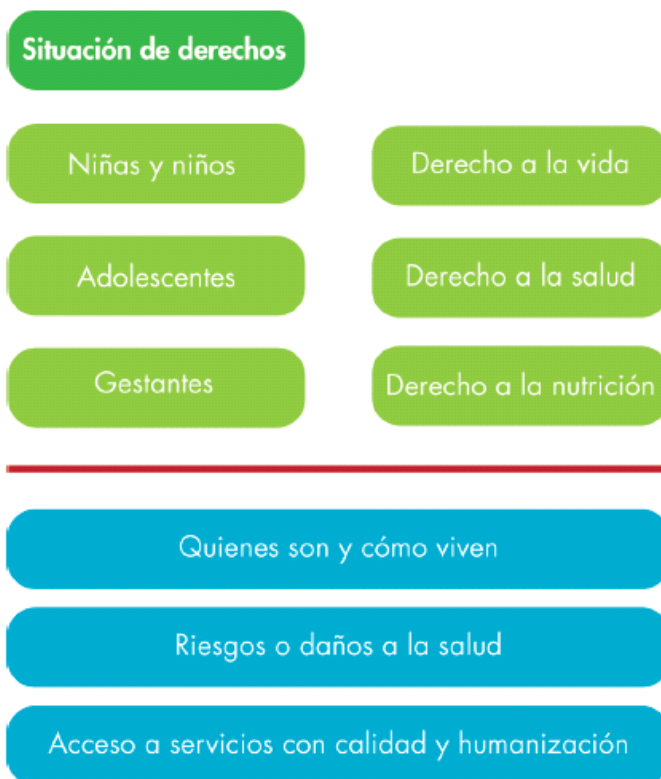 Situación de derechos
Niñas y niños
Derecho a la vida
Adolescentes
Derecho a la salud
Gestantes
Derecho a la nutrición
Quienes son y cómo viven
Riesgos o daños a la salud
Acceso a servicios con calidad y humanización